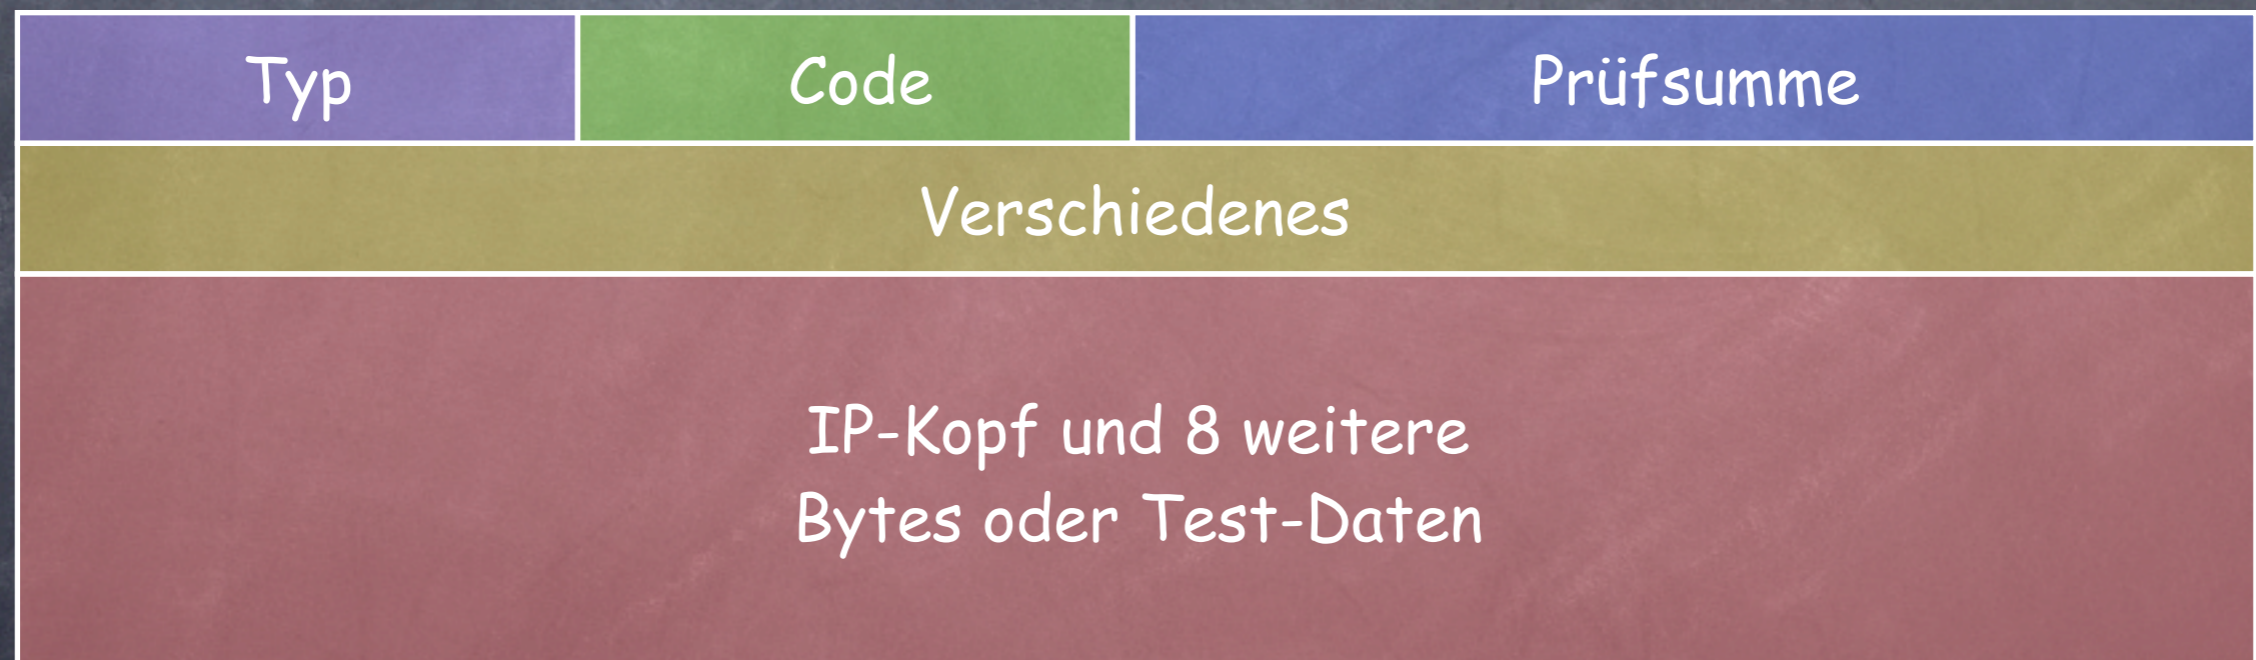 Typ Code Prüfsumme
Verschiedenes
IP-Kopf und 8 weitere
Bytes oder Test-Daten